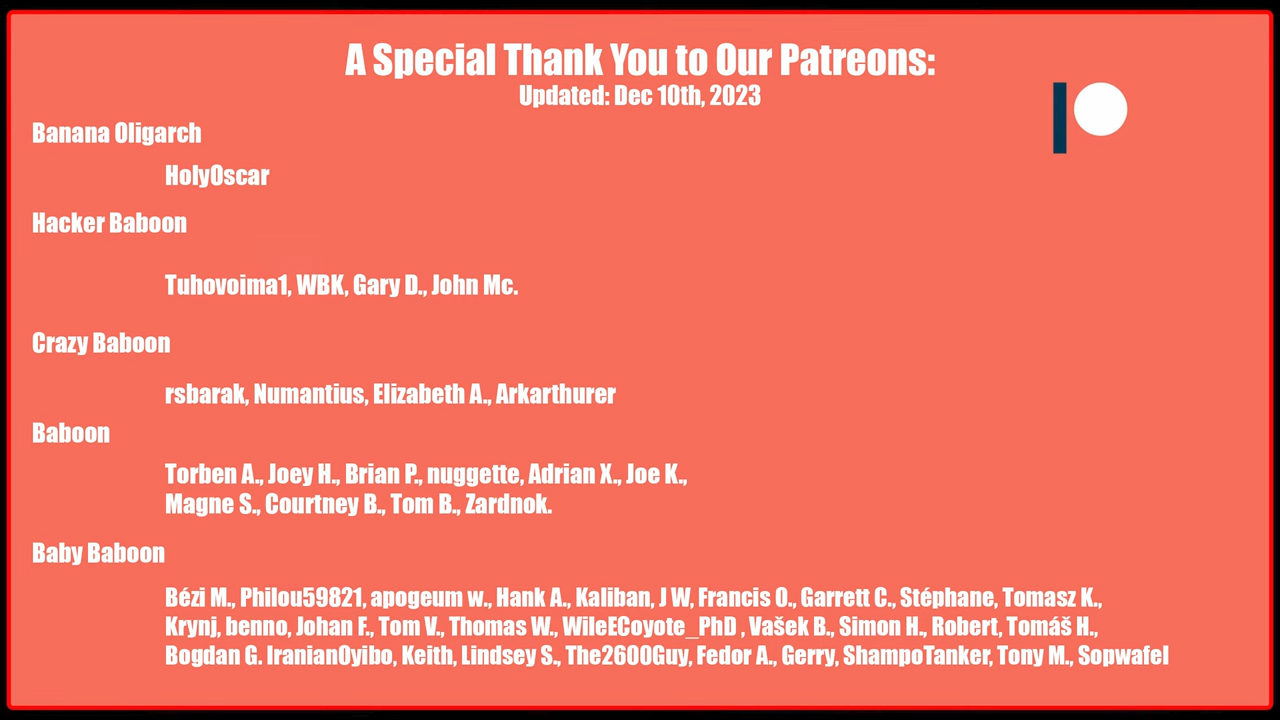 A Special Thank You to Our Patreons:
Updated: Dec 10th, 2023
Banana Oligarch
HolyOscar
Hacker Baboon
Tuhovoima1, WBK, Gary D., John Mc.
Crazy Baboon
rsbarak, Numantius, Elizabeth A., Arkarthurer
Baboon
Torben A., Joey H., Brian P., nuggette, Adrian X., Joe K.,
Magne S., Courtney B., Tom B., Zardnok.
Baby Baboon
Bézi M., Philou59821, apogeum w., Hank A., Kaliban, J W, Francis O., Garrett C., Stéphane, Tomasz K.,
Krynj, benno, Johan F., Tom V., Thomas W., WileECoyote_PhD , Vašek B., Simon H., Robert, Tomáš H.,
Bogdan G. IranianOyibo, Keith, Lindsey S., The2600Guy, Fedor A., Gerry, ShampoTanker, Tony M., Sopwafel